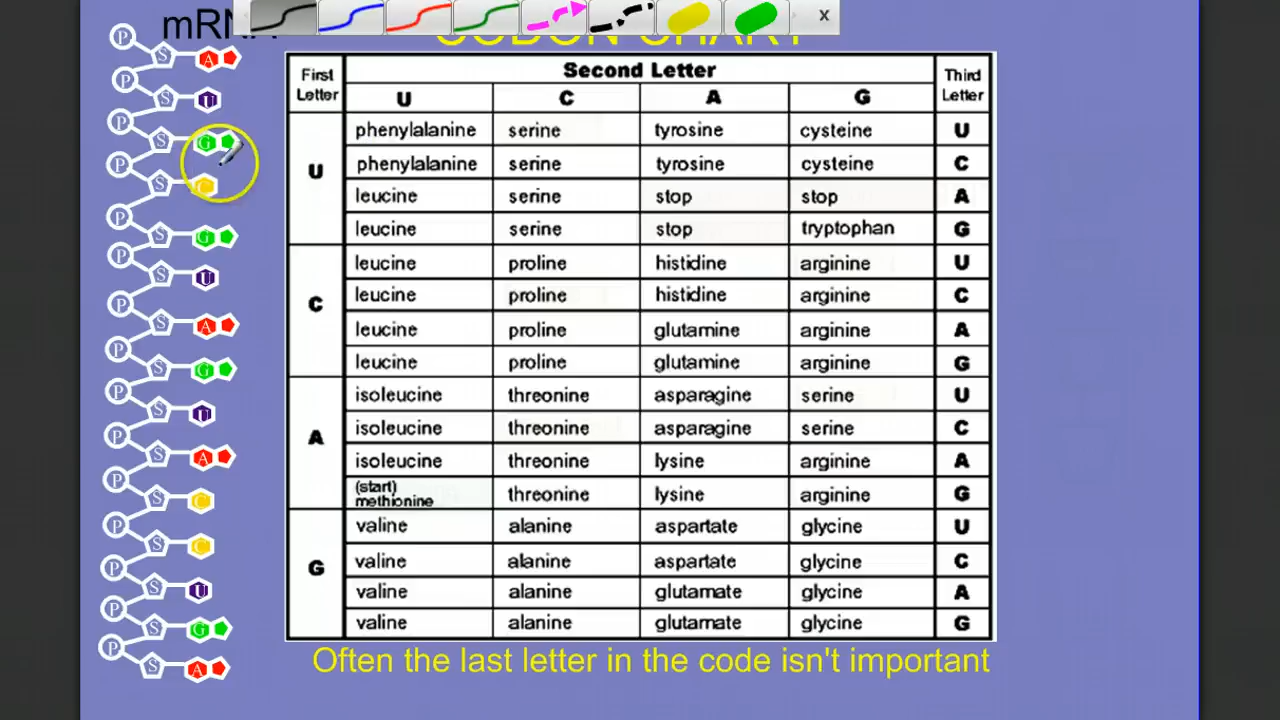 mRNA
CODON CHART
First Letter Second Letter Third Letter
U C A G
U phenylalanine serine tyrosine cysteine U
phenylalanine serine tyrosine cysteine C
leucine serine stop stop A
leucine serine stop tryptophan G
C leucine proline histidine arginine U
leucine proline histidine arginine C
leucine proline glutamine arginine A
leucine proline glutamine arginine G
A isoleucine threonine asparagine serine U
isoleucine threonine asparagine serine C
isoleucine threonine lysine arginine A
(start) methionine threonine lysine arginine G
G valine alanine aspartate glycine U
valine alanine aspartate glycine C
valine alanine glutamate glycine A
valine alanine glutamate glycine G
Often the last letter in the code isn't important
P S A
P S U
P S G
P S C
P S G
P S U
P S A
P S G
P S U
P S A
P S C
P S C
P S U
P S G
P S A
x